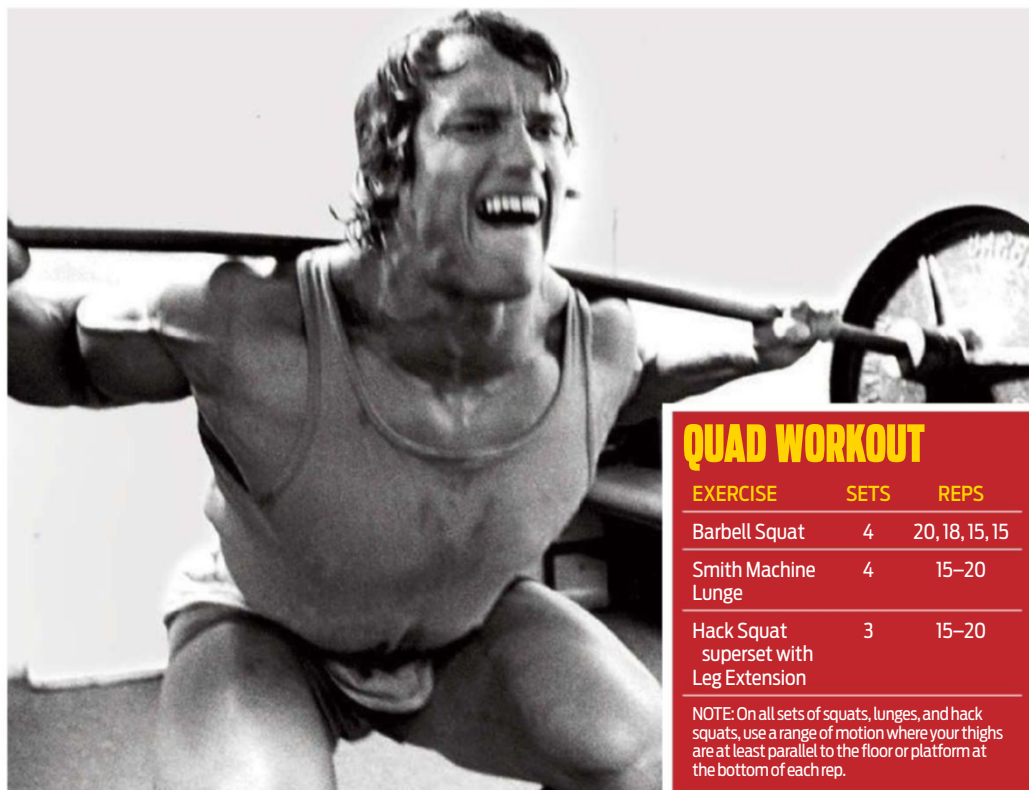 QUAD WORKOUT
EXERCISE SETS REPS
Barbell Squat 4 20, 18, 15, 15
Smith Machine 4 15–20
Lunge
Hack Squat 3 15–20
superset with
Leg Extension
NOTE: On all sets of squats, lunges, and hack
squats, use a range of motion where your thighs
are at least parallel to the floor or platform at
the bottom of each rep.